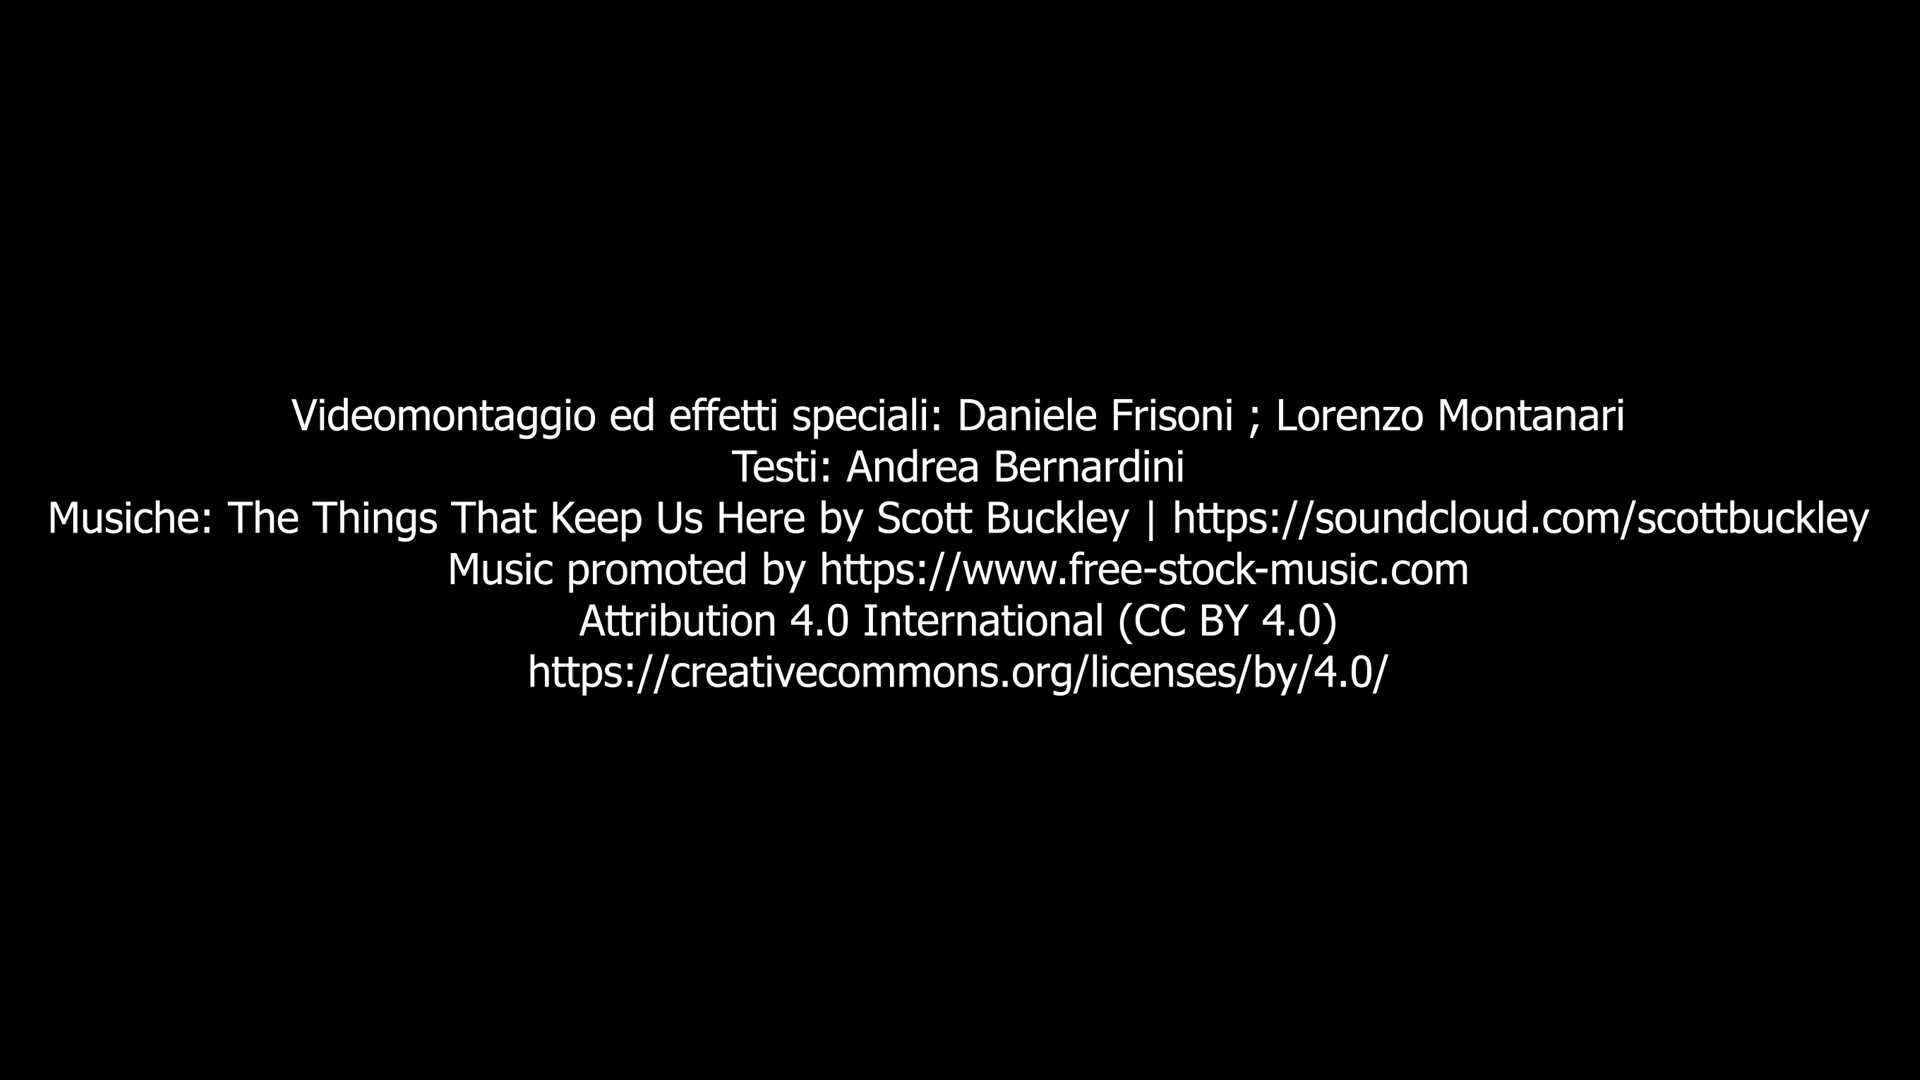 Videomontaggio ed effetti speciali: Daniele Frisoni ; Lorenzo Montanari
Testi: Andrea Bernardini
Musiche: The Things That Keep Us Here by Scott Buckley | https://soundcloud.com/scottbuckley
Music promoted by https://www.free-stock-music.com
Attribution 4.0 International (CC BY 4.0)
https://creativecommons.org/licenses/by/4.0/